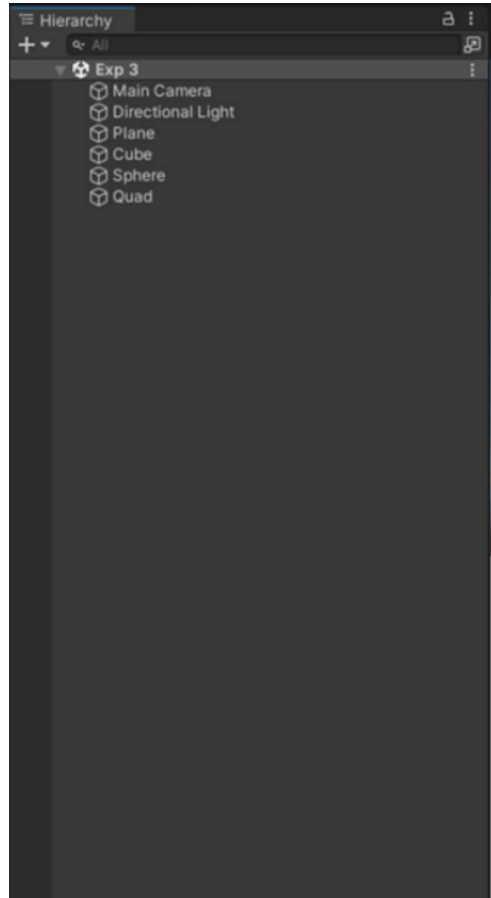 Hierarchy
All
Exp 3
Main Camera
Directional Light
Plane
Cube
Sphere
Quad